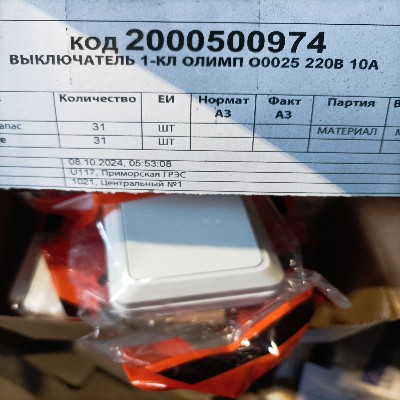 код 2000500974
ВЫКЛЮЧАТЕЛЬ 1-КЛ ОЛИМП О0025 220В 10А
Количество ЕИ Нормат АЗ Факт АЗ Партия
31 ШТ МАТЕРИАЛ
31 ШТ
08.10.2024, 05:53:08
U117, Приморская ГРЭС
1021, Центральный №1